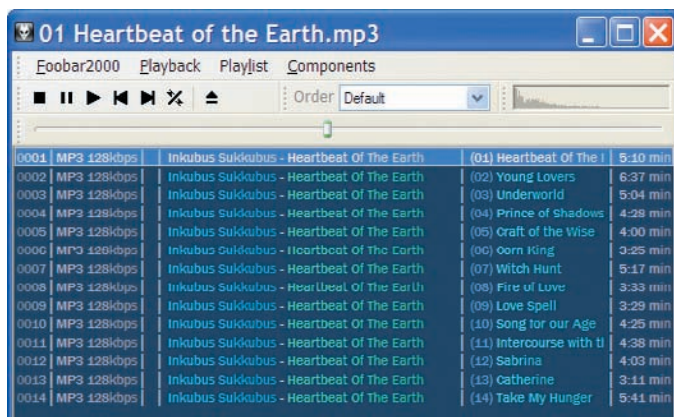 01 Heartbeat of the Earth.mp3
Foobar2000 Playback Playlist Components
Order Default
0001 MP3 128kbps Inkubus Sukkubus - Heartbeat Of The Earth (01) Heartbeat Of The 5:10 min
0002 MP3 128kbps Inkubus Sukkubus - Heartbeat Of The Earth (02) Young Lovers 6:37 min
0003 MP3 128kbps Inkubus Sukkubus - Heartbeat Of The Earth (03) Underworld 5:04 min
0004 MP3 128kbps Inkubus Sukkubus - Heartbeat Of The Earth (04) Prince of Shadows 4:28 min
0005 MP3 128kbps Inkubus Sukkubus - Heartbeat Of The Earth (05) Craft of the Wise 4:00 min
0006 MP3 128kbps Inkubus Sukkubus - Heartbeat Of The Earth (06) Corn King 3:25 min
0007 MP3 128kbps Inkubus Sukkubus - Heartbeat Of The Earth (07) Witch Hunt 5:17 min
0008 MP3 128kbps Inkubus Sukkubus - Heartbeat Of The Earth (08) Fire of Love 3:33 min
0009 MP3 128kbps Inkubus Sukkubus - Heartbeat Of The Earth (09) Love Spell 3:29 min
0010 MP3 128kbps Inkubus Sukkubus - Heartbeat Of The Earth (10) Song for our Age 4:25 min
0011 MP3 128kbps Inkubus Sukkubus - Heartbeat Of The Earth (11) Intercourse with 4:38 min
0012 MP3 128kbps Inkubus Sukkubus - Heartbeat Of The Earth (12) Sabrina 4:03 min
0013 MP3 128kbps Inkubus Sukkubus - Heartbeat Of The Earth (13) Catherine 3:11 min
0014 MP3 128kbps Inkubus Sukkubus - Heartbeat Of The Earth (14) Take My Hunger 5:41 min